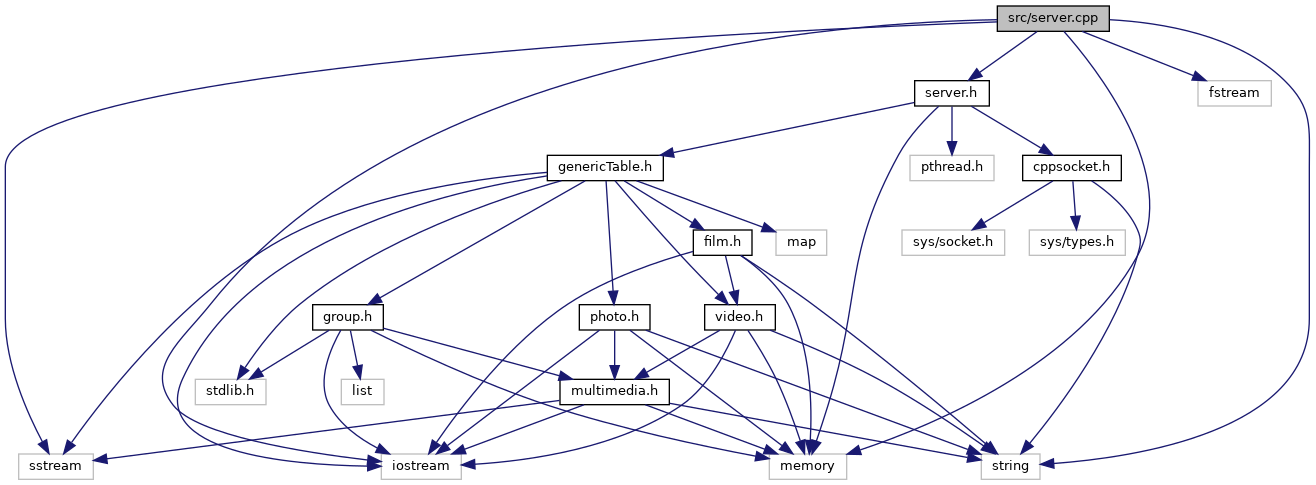 src/server.cpp
server.h
fstream
genericTable.h
pthread.h
cppsocket.h
film.h
map
sys/socket.h
sys/types.h
group.h
photo.h
video.h
stdlib.h
list
multimedia.h
sstream
iostream
memory
string